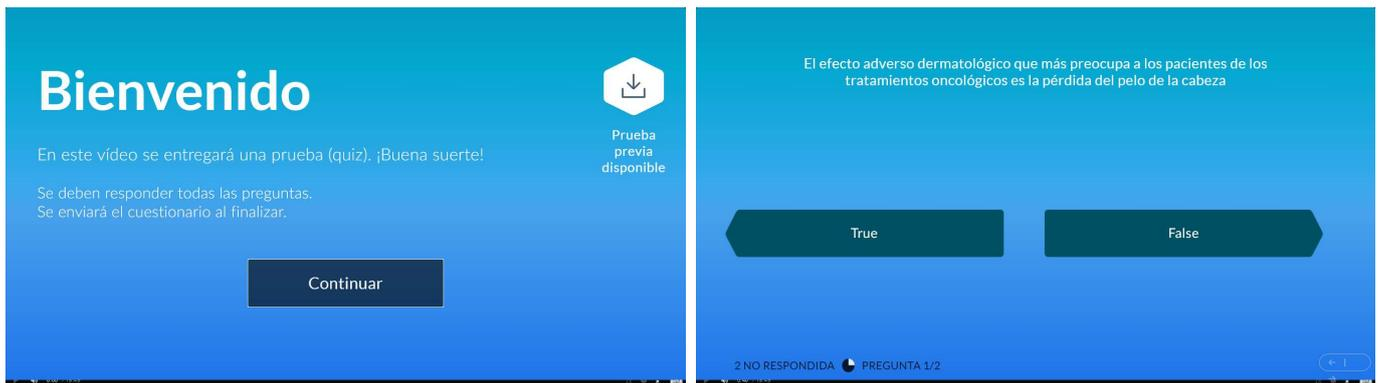 Bienvenido
En este vídeo se entregará una prueba (quiz). ¡Buena suerte!
Se deben responder todas las preguntas.
Se enviará el cuestionario al finalizar.
Continuar
Prueba
previa
disponible
El efecto adverso dermatológico que más preocupa a los pacientes de los
tratamientos oncológicos es la pérdida del pelo de la cabeza
True
False
2 NO RESPONDIDA
PREGUNTA 1/2